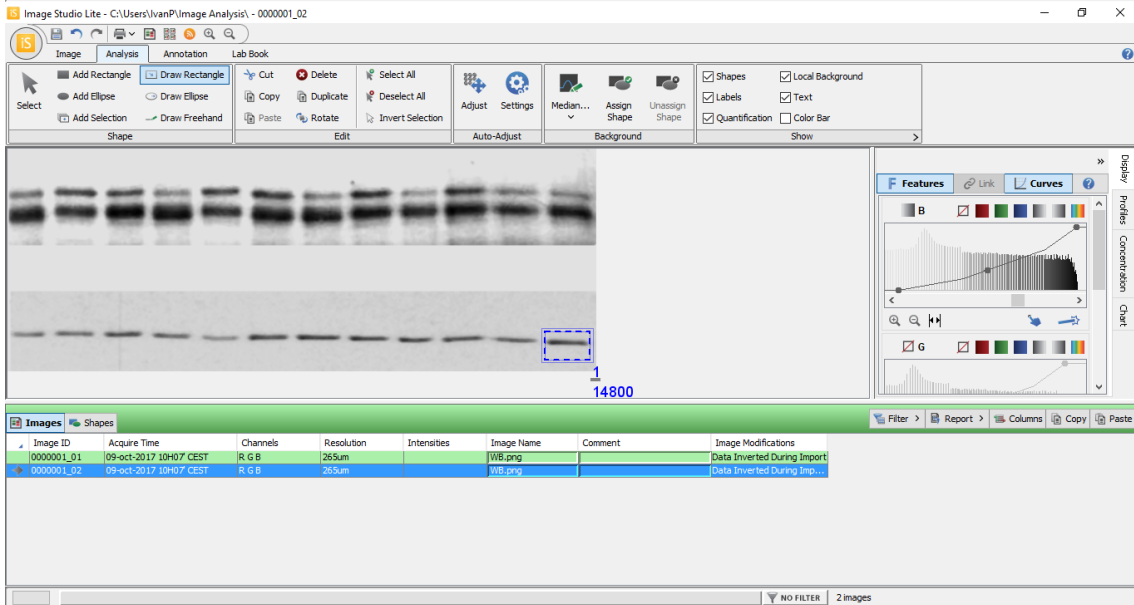 iS Image Studio Lite - C:\Users\IvanP\Image Analysis\ - 0000001_02
iS
Image Analysis Annotation Lab Book
Select
Add Rectangle Draw Rectangle
Add Ellipse Draw Ellipse
Add Selection Draw Freehand
Shape
Cut Delete Select All
Copy Duplicate Deselect All
Paste Rotate Invert Selection
Edit
Adjust Settings
Auto-Adjust
Median... Assign Shape Unassign Shape
Background
Shapes Local Background
Labels Text
Quantification Color Bar
Show
1
14800
F Features Link Curves
B
G
Display
Profiles
Concentration
Chart
Images Shapes
Filter > Report > Columns Copy Paste
Image ID Acquire Time Channels Resolution Intensities Image Name Comment Image Modifications
0000001_01 09-oct-2017 10H07' CEST R G B 265um WB.png Data Inverted During Import
0000001_02 09-oct-2017 10H07' CEST R G B 265um WB.png Data Inverted During Imp...
NO FILTER 2 images